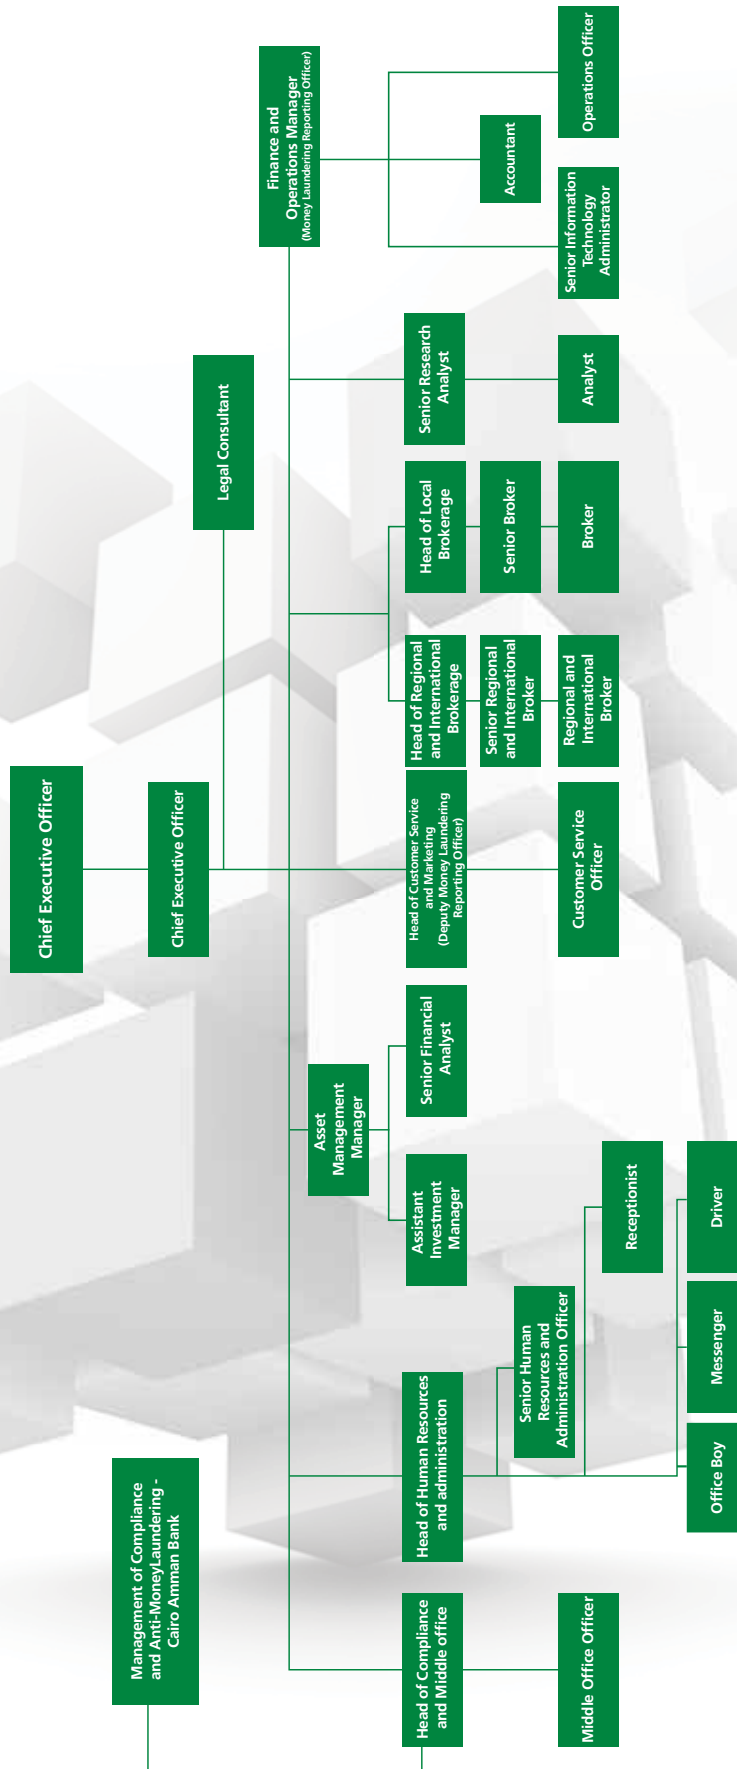 Chief Executive Officer
Chief Executive Officer
Management of Compliance
and Anti-MoneyLaundering -
Cairo Amman Bank
Legal Consultant
Finance and
Operations Manager
(Money Laundering Reporting Officer)
Asset
Management
Manager
Head of Compliance
and Middle office
Head of Human Resources
and administration
Assistant
Investment
Manager
Senior Financial
Analyst
Head of Customer Service
and Marketing
(Deputy Money Laundering
Reporting Officer)
Head of Regional
and International
Brokerage
Head of Local
Brokerage
Senior Research
Analyst
Senior Human
Resources and
Administration Officer
Senior Regional
and International
Broker
Senior Broker
Accountant
Middle Office Officer
Receptionist
Customer Service
Officer
Regional and
International
Broker
Broker
Analyst
Senior Information
Technology
Administrator
Operations Officer
Office Boy
Messenger
Driver